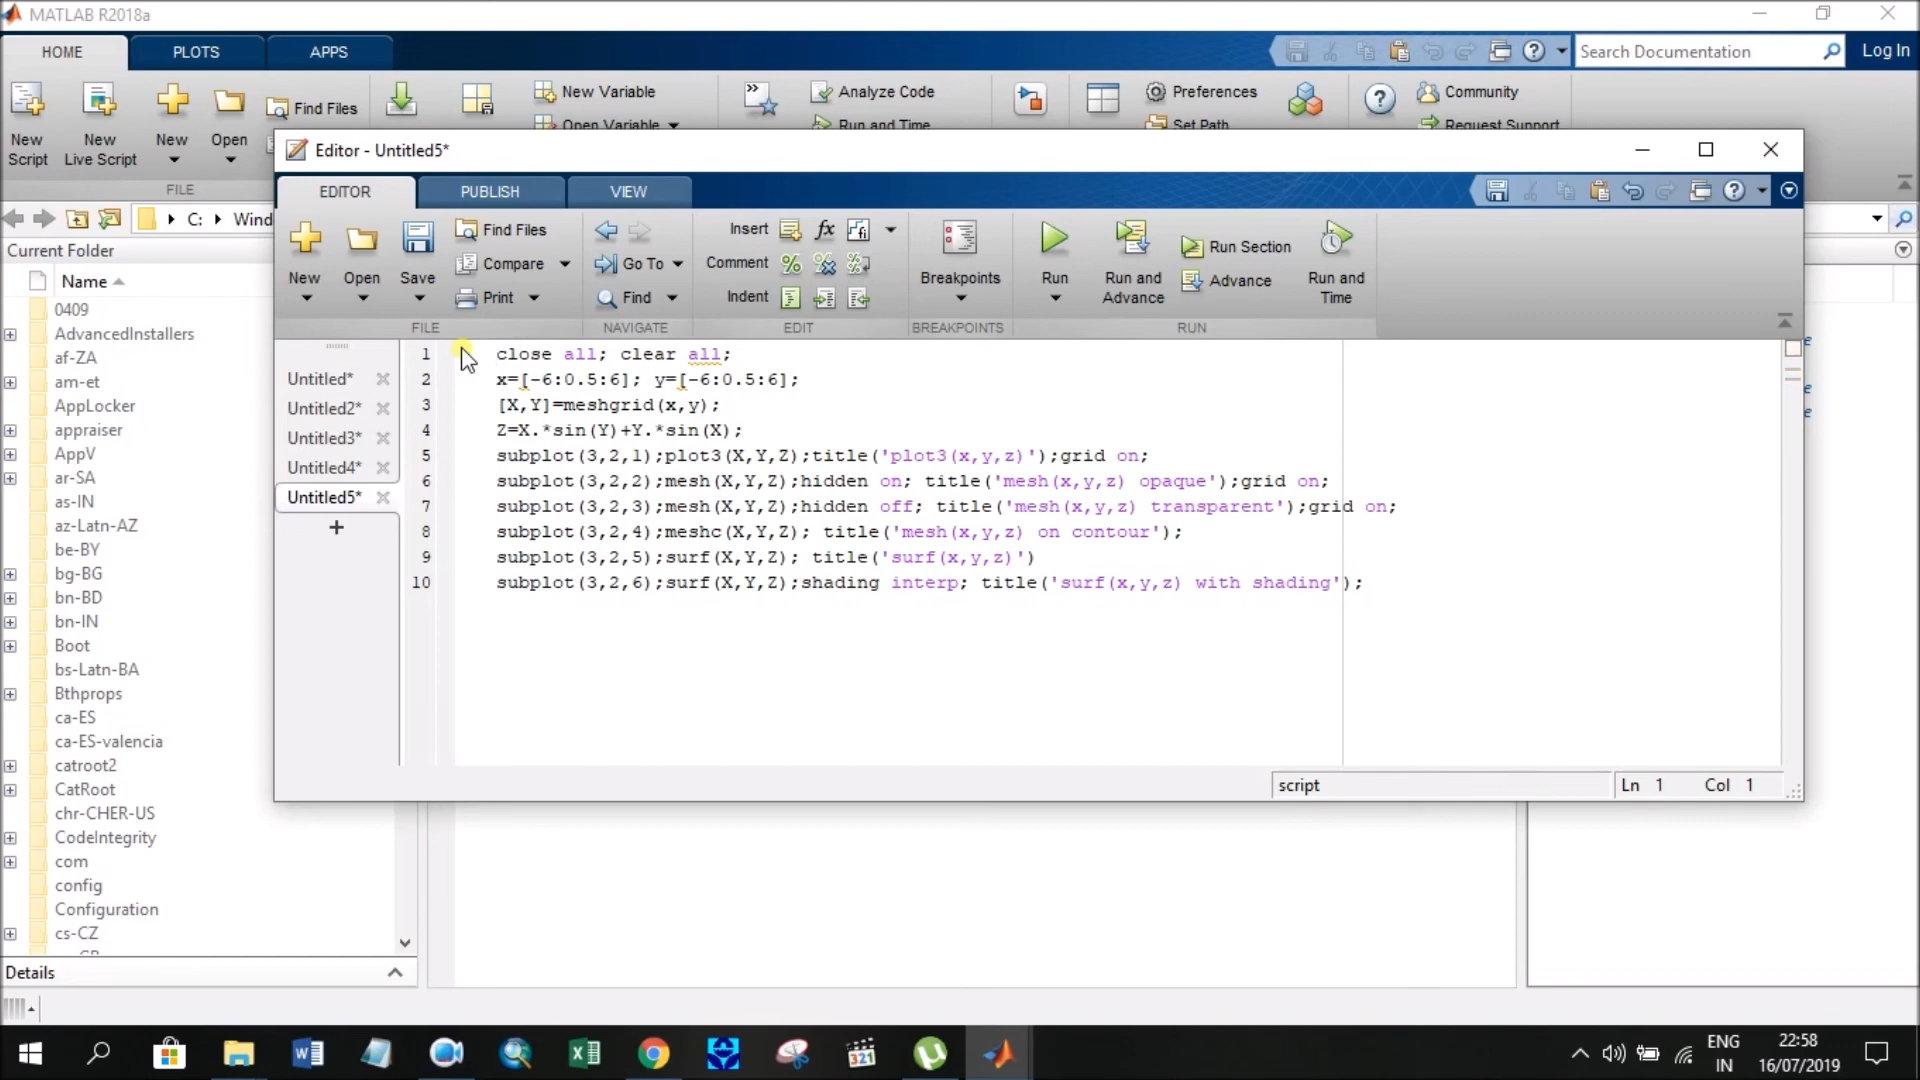 MATLAB R2018a
HOME PLOTS APPS
Search Documentation
Log In
New Script
New Live Script
New
Open
Find Files
New Variable
Open Variable
Analyze Code
Run and Time
Preferences
Set Path
Community
Request Support
FILE
C: Wind
Current Folder
Name
0409
AdvancedInstallers
af-ZA
am-et
AppLocker
appraiser
AppV
ar-SA
as-IN
az-Latn-AZ
be-BY
bg-BG
bn-BD
bn-IN
Boot
bs-Latn-BA
Bthprops
ca-ES
ca-ES-valencia
catroot2
CatRoot
chr-CHER-US
CodeIntegrity
com
config
Configuration
cs-CZ
Details
Editor - Untitled5*
EDITOR PUBLISH VIEW
New
Open
Save
Find Files
Compare
Print
Go To
Find
Insert
Comment
Indent
fx
Breakpoints
Run
Run and Advance
Run Section
Advance
Run and Time
FILE NAVIGATE EDIT BREAKPOINTS RUN
Untitled*
Untitled2*
Untitled3*
Untitled4*
Untitled5*
1 close all; clear all;
2 x=[-6:0.5:6]; y=[-6:0.5:6];
3 [X,Y]=meshgrid(x,y);
4 Z=X.*sin(Y)+Y.*sin(X);
5 subplot(3,2,1);plot3(X,Y,Z);title('plot3(x,y,z)');grid on;
6 subplot(3,2,2);mesh(X,Y,Z);hidden on; title('mesh(x,y,z) opaque');grid on;
7 subplot(3,2,3);mesh(X,Y,Z);hidden off; title('mesh(x,y,z) transparent');grid on;
8 subplot(3,2,4);meshc(X,Y,Z); title('mesh(x,y,z) on contour');
9 subplot(3,2,5);surf(X,Y,Z); title('surf(x,y,z)')
10 subplot(3,2,6);surf(X,Y,Z);shading interp; title('surf(x,y,z) with shading');
script
Ln 1 Col 1
321
ENG
IN
22:58
16/07/2019